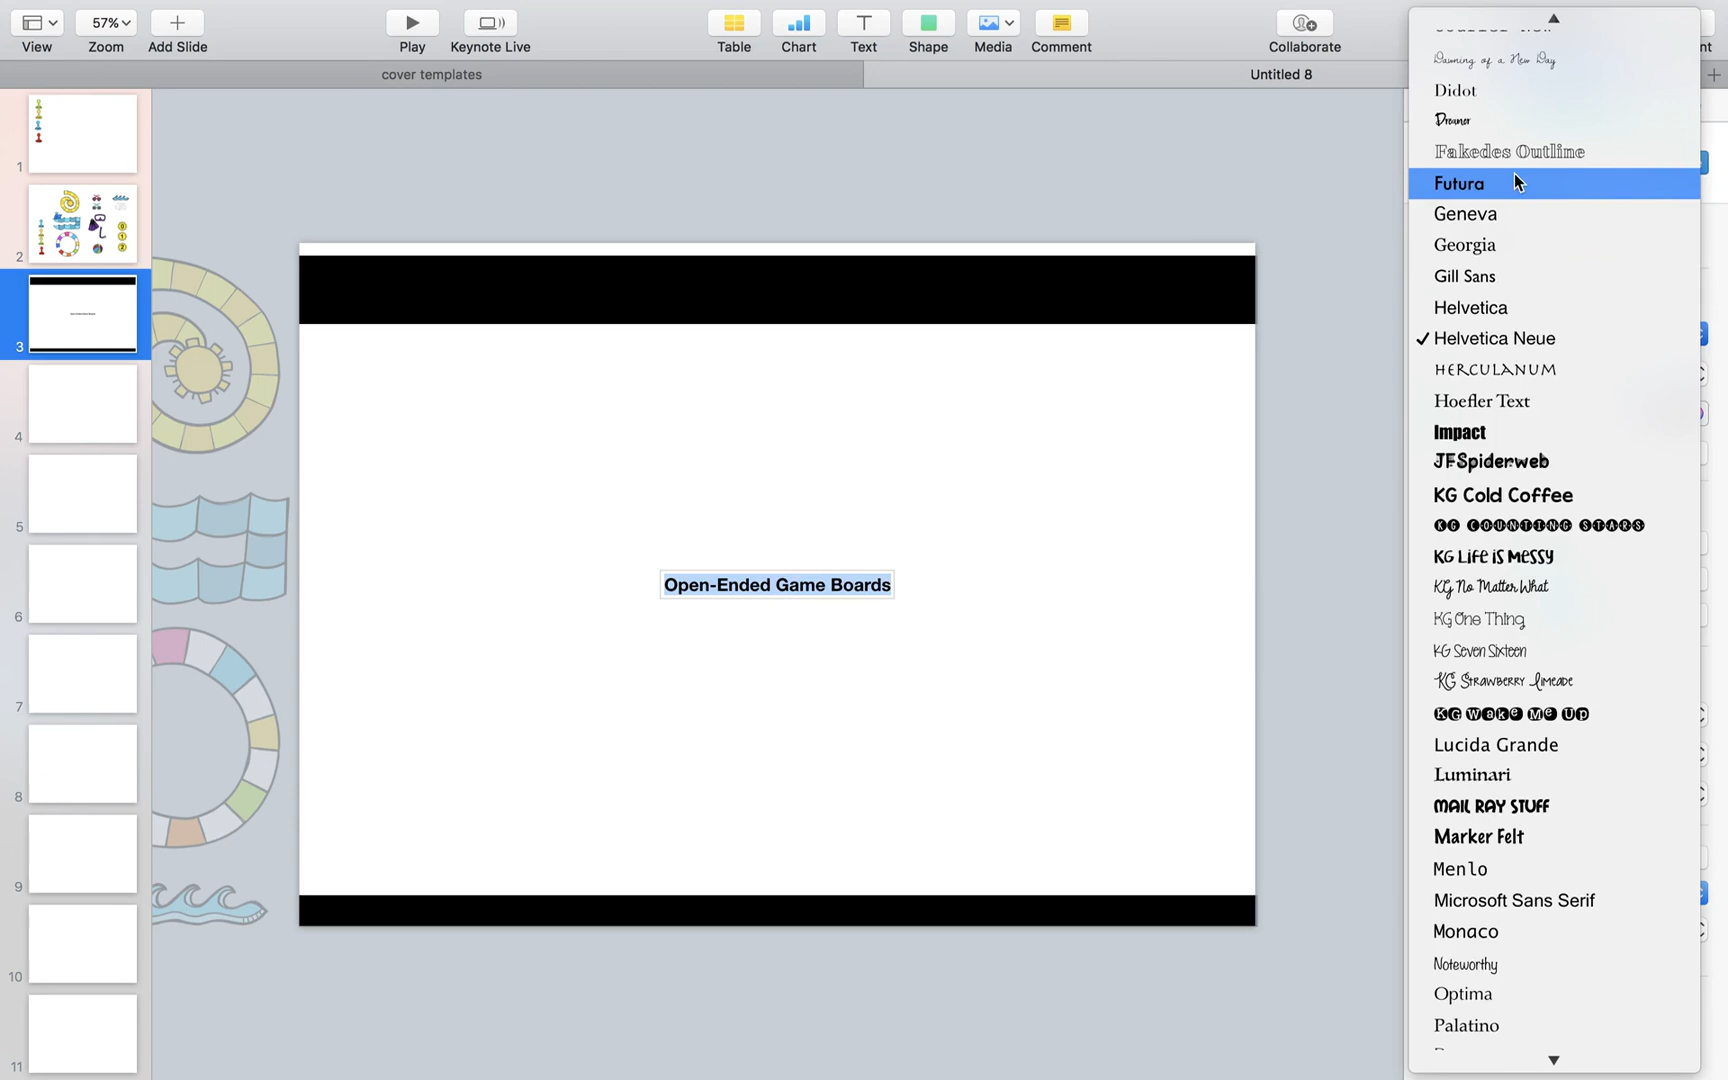 57%
View
Zoom
Add Slide
Play
Keynote Live
Table
Chart
Text
Shape
Media
Comment
Collaborate
nt
cover templates
Untitled 8
1
2
3
4
5
6
7
8
9
10
11
Open-Ended Game Boards
Dawning of a New Day
Didot
Dreamer
Fakedes Outline
Futura
Geneva
Georgia
Gill Sans
Helvetica
Helvetica Neue
HERCULANUM
Hoefler Text
Impact
JFSpiderweb
KG Cold Coffee
KG COUNTING STARS
KG LIFE IS MESSY
KG No Matter What
KG One Thing
KG Seven Sixteen
KG Strawberry Limeade
KG Wake Me Up
Lucida Grande
Luminari
MAIL RAY STUFF
Marker Felt
Menlo
Microsoft Sans Serif
Monaco
Noteworthy
Optima
Palatino